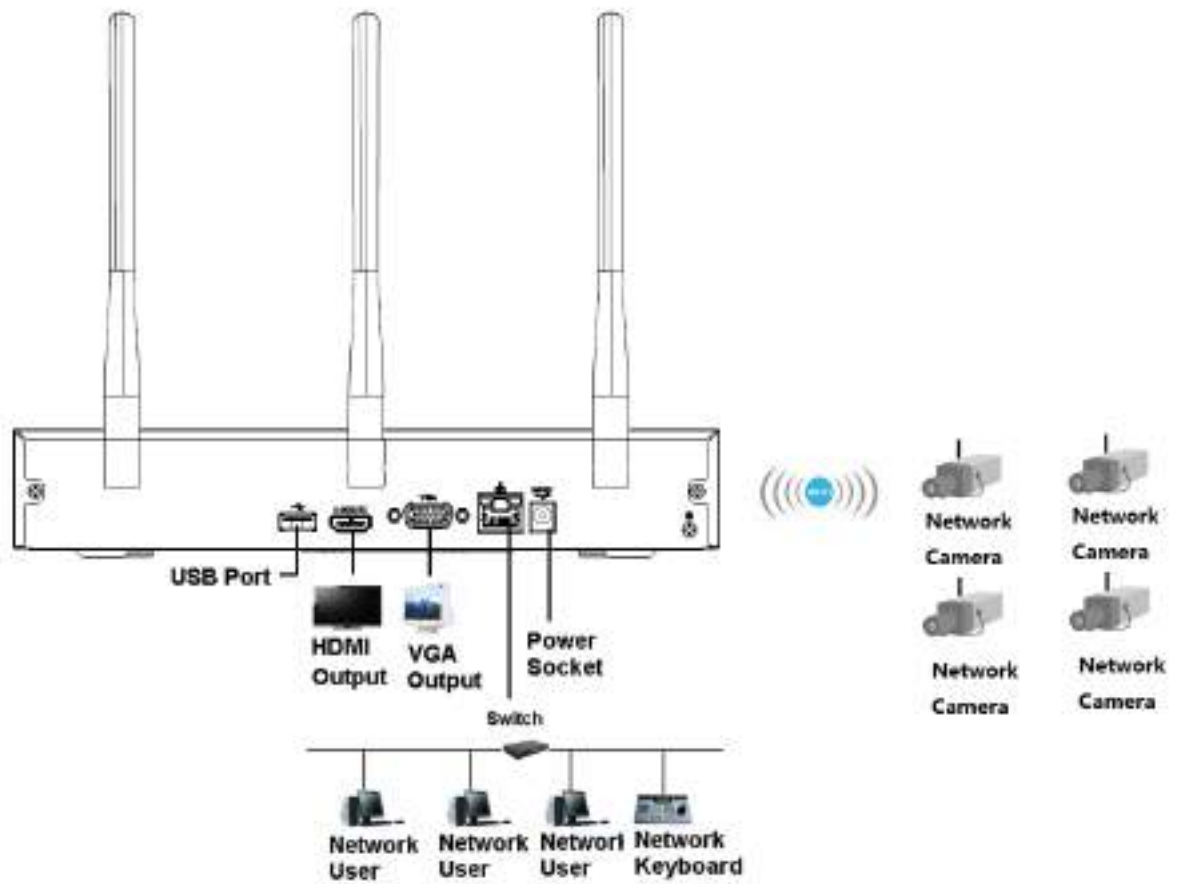 USB Port
HDMI
Output
VGA
Output
Power
Socket
Switch
Network
User
Network
User
Network
User
Network
Keyboard
Network
Camera
Network
Camera
Network
Camera
Network
Camera